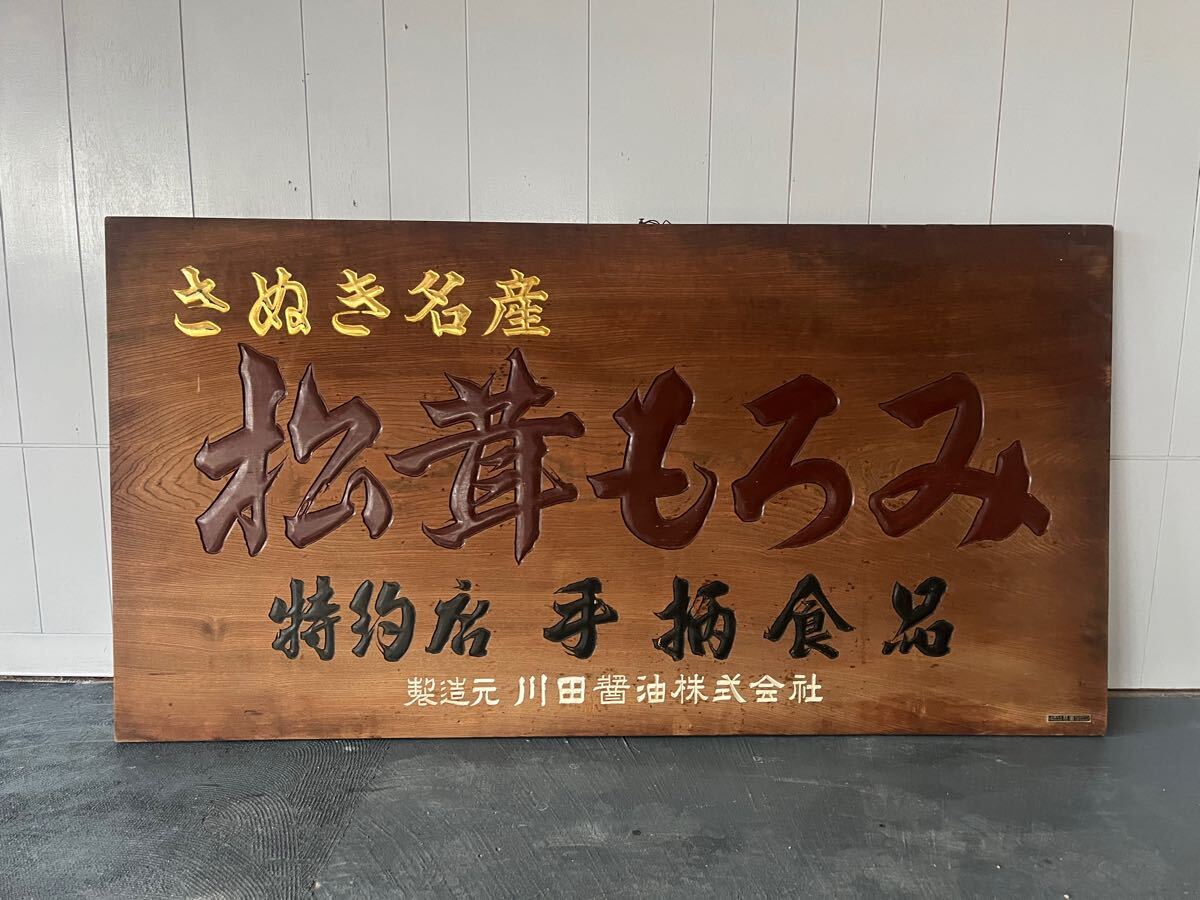 さぬき名産
松茸もろみ
特約店 手柄食品
製造元 川田醤油株式会社